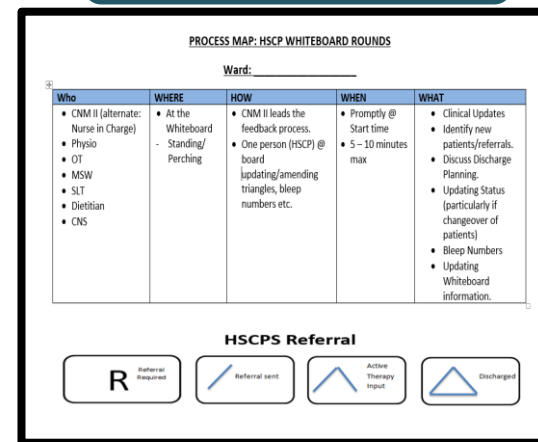 PROCESS MAP: HSCP WHITEBOARD ROUNDS
Ward:___________________
Who
• CNM II (alternate:
Nurse in Charge)
• Physio
• OT
• MSW
• SLT
• Dietitian
• CNS
WHERE
• At the
Whiteboard
- Standing/
Perching
HOW
• CNM II leads the
feedback process.
• One person (HSCP) @
board
updating/amending
triangles, bleep
numbers etc.
WHEN
• Promptly @
Start time
• 5 – 10 minutes
max
WHAT
• Clinical Updates
• Identify new
patients/referrals.
• Discuss Discharge
Planning.
• Updating Status
(particularly if
changeover of
patients)
• Bleep Numbers
• Updating
Whiteboard
information.
HSCPS Referral
R
Referral
Required
Referral sent
Active
Therapy
Input
Discharged